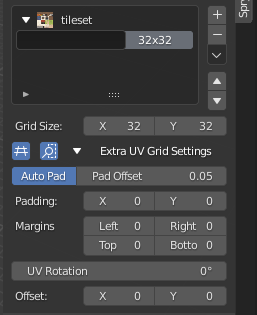 tileset
32x32
Grid Size: X 32 Y 32
Extra UV Grid Settings
Auto Pad Pad Offset 0.05
Padding: X 0 Y 0
Margins Left 0 Right 0
Top 0 Botto 0
UV Rotation 0°
Offset: X 0 Y 0